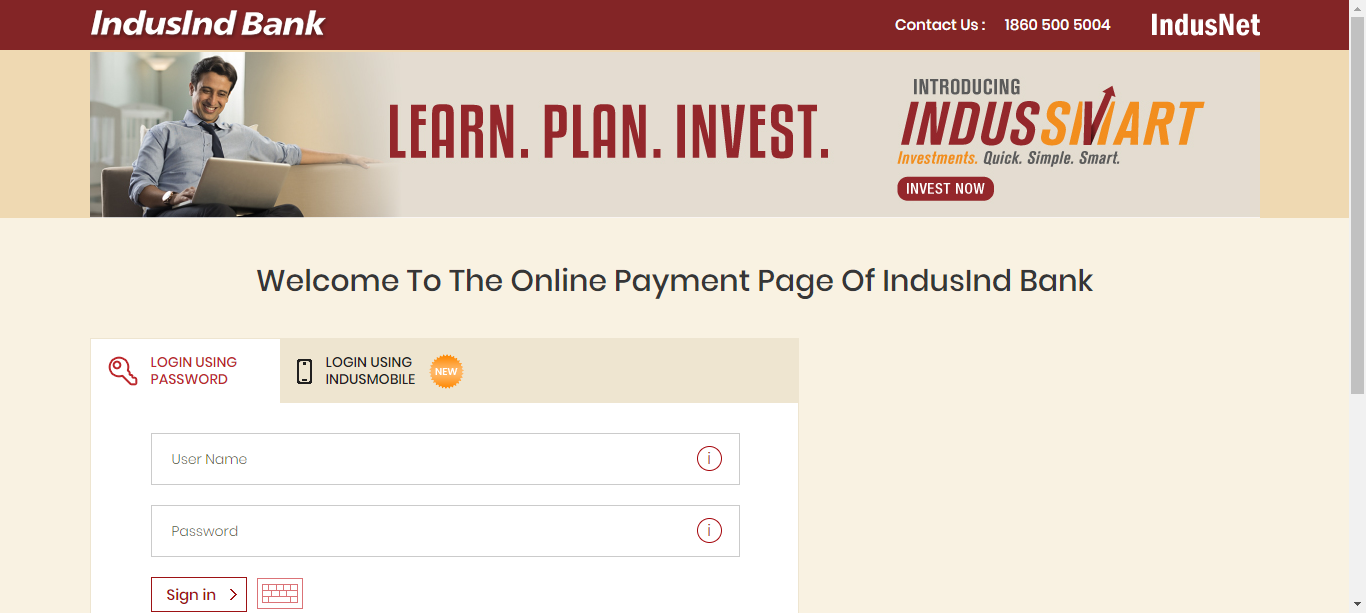 IndusInd Bank
Contact Us : 1860 500 5004
IndusNet
LEARN. PLAN. INVEST.
INTRODUCING
INDUSSMART
Investments. Quick. Simple. Smart.
INVEST NOW
Welcome To The Online Payment Page Of IndusInd Bank
LOGIN USING
PASSWORD
LOGIN USING
INDUSMOBILE
NEW
User Name
i
Password
i
Sign in